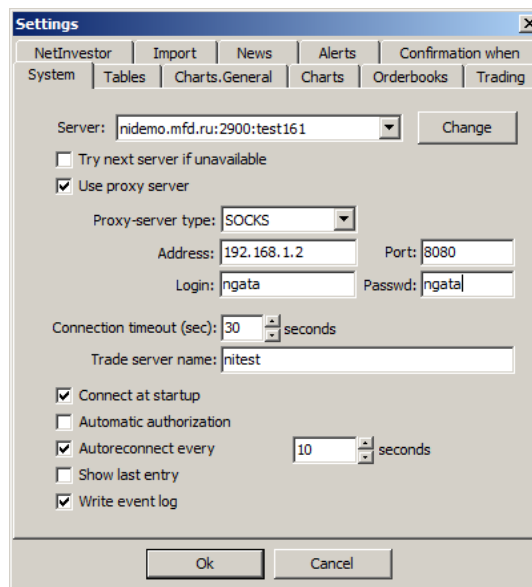 Settings
NetInvestor Import News Alerts Confirmation when
System Tables Charts.General Charts Orderbooks Trading
Server: nidemo.mfd.ru:2900:test161 Change
Try next server if unavailable
Use proxy server
Proxy-server type: SOCKS
Address: 192.168.1.2 Port: 8080
Login: ngata Passwd: ngata
Connection timeout (sec): 30 seconds
Trade server name: nitest
Connect at startup
Automatic authorization
Autoreconnect every 10 seconds
Show last entry
Write event log
Ok Cancel